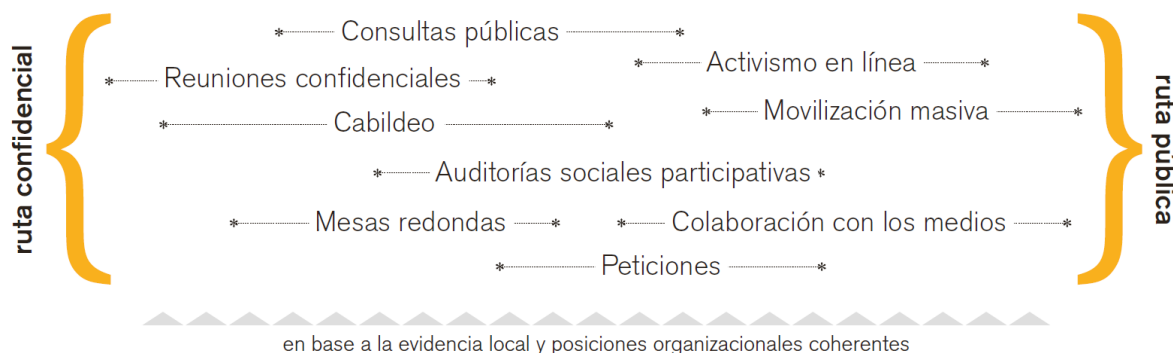 ruta confidencial
Consultas públicas
Activismo en línea
Reuniones confidenciales
Movilización masiva
Cabildeo
Auditorías sociales participativas
Mesas redondas
Colaboración con los medios
Peticiones
ruta pública
en base a la evidencia local y posiciones organizacionales coherentes